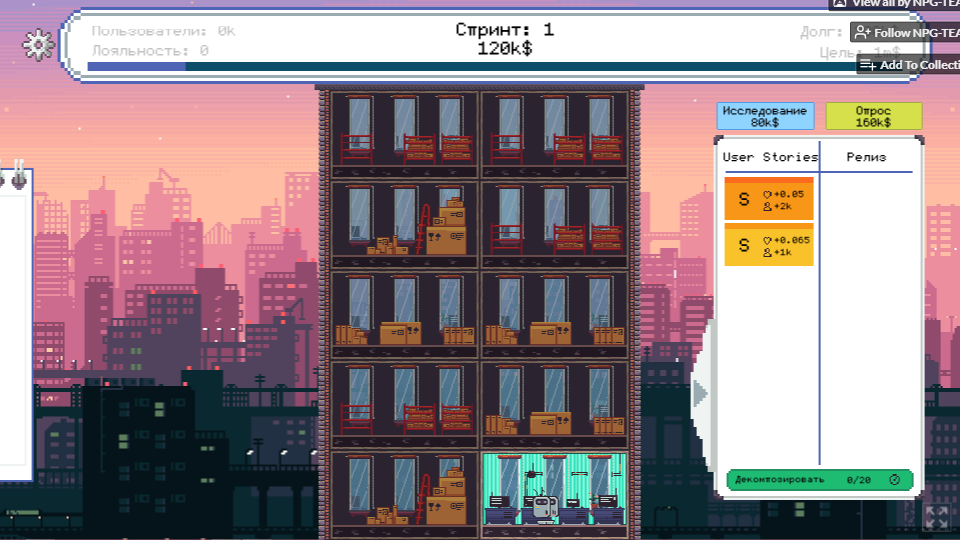 View all by NPG-TEA
Follow NPG-TEA
Add To Collecti
Пользователи: 0k
Лояльность: 0
Спринт: 1
120k$
Долг:
Цель: 1m$
Исследование
80k$
Опрос
160k$
User Stories
Релиз
S
+0.05
+2k
S
+0.065
+1k
Декомпозировать 0/20